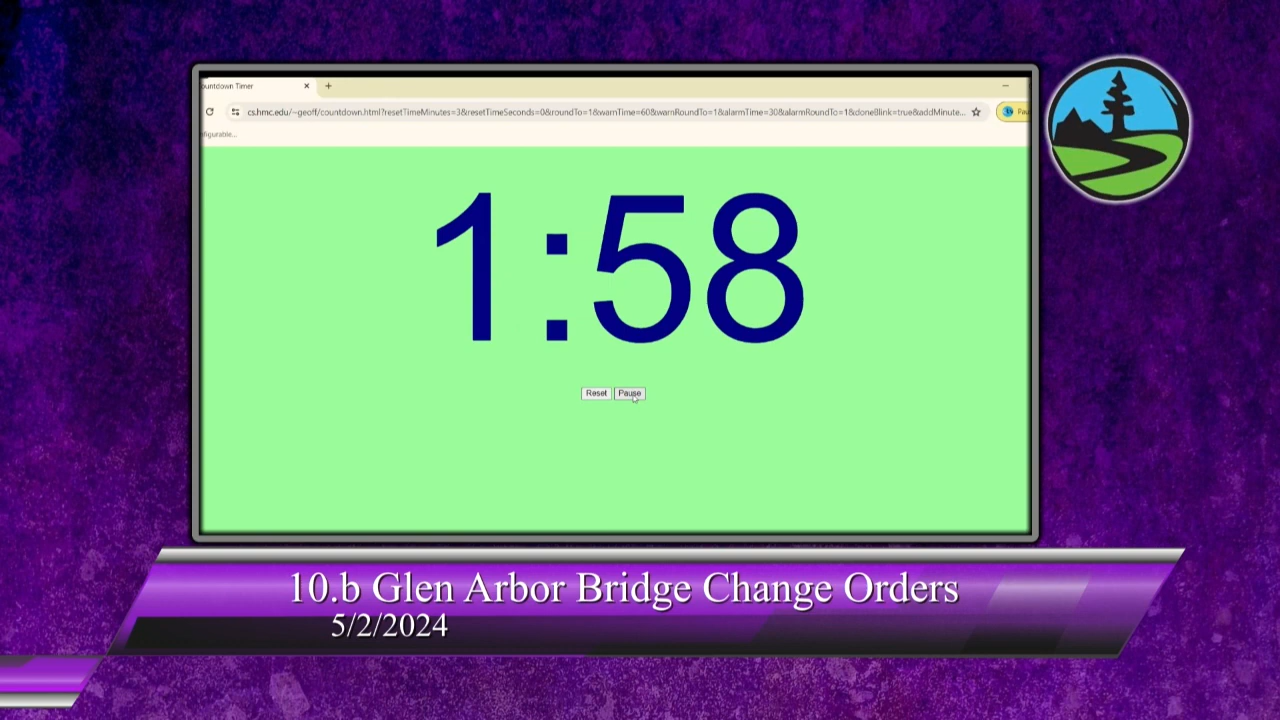 ountdown Timer
cs.hmc.edu/~geoff/countdown.html?resetTimeMinutes=3&resetTimeSeconds=0&roundTo=1&warnTime=60&warnRoundTo=1&alarmTime=30&alarmRoundTo=1&doneBlink=true&addMinute...
Pau
nfigurable...
1:58
Reset Pause
10.b Glen Arbor Bridge Change Orders
5/2/2024